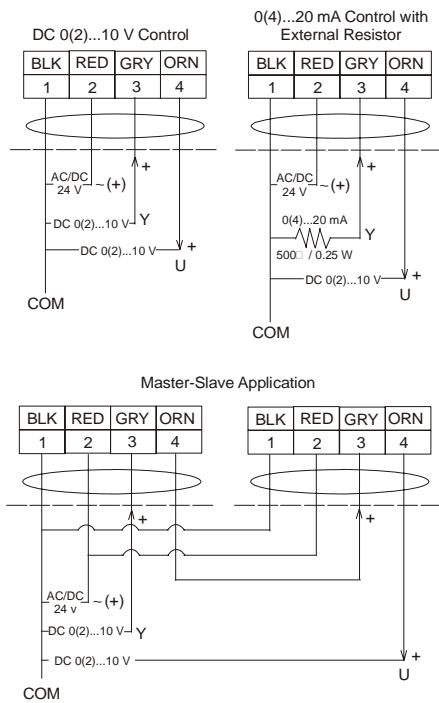 DC 0(2)...10 V Control
BLK RED GRY ORN
1 2 3 4
+
AC/DC
24 V ~(+)
DC 0(2)...10 V Y
DC 0(2)...10 V +
U
COM
0(4)...20 mA Control with
External Resistor
BLK RED GRY ORN
1 2 3 4
+
AC/DC
24 V ~(+)
0(4)...20 mA
Y
500□ / 0.25 W
DC 0(2)...10 V +
U
COM
Master-Slave Application
BLK RED GRY ORN
1 2 3 4
BLK RED GRY ORN
1 2 3 4
+
+
AC/DC
24 v ~(+)
DC 0(2)...10 V Y
DC 0(2)...10 V +
U
COM